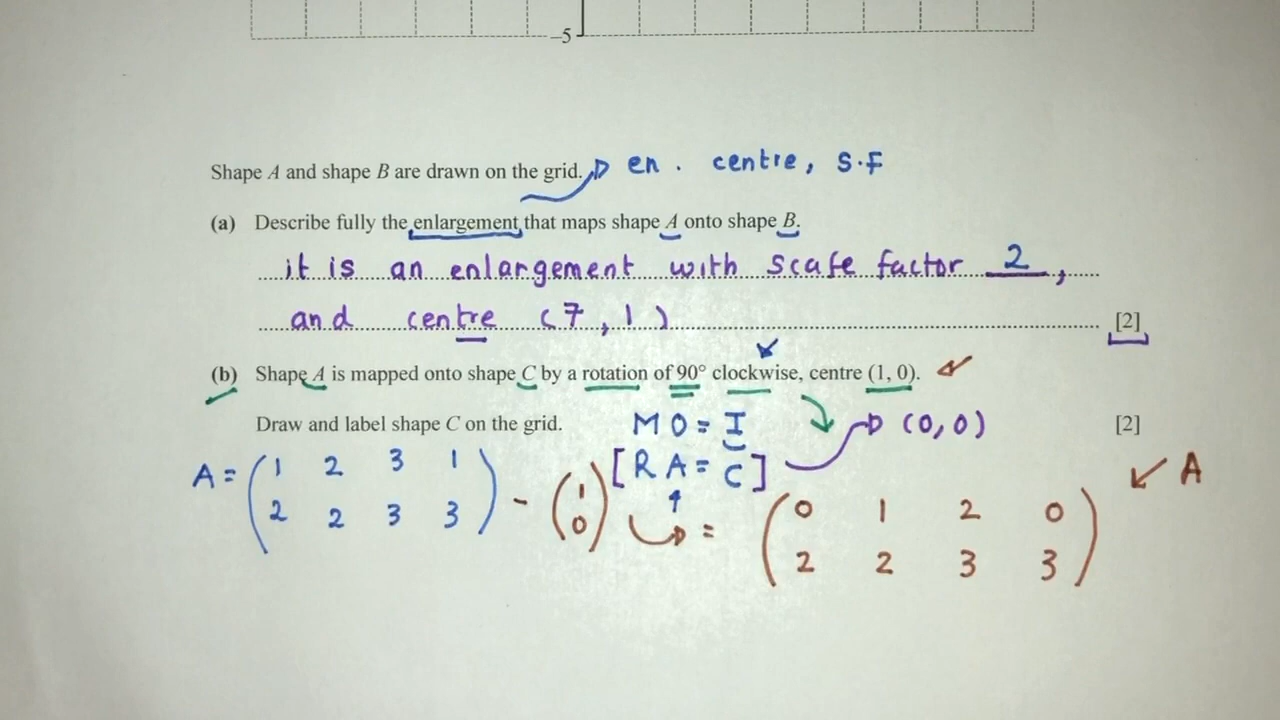 -5
Shape A and shape B are drawn on the grid. en. centre, S.F
(a) Describe fully the enlargement that maps shape A onto shape B.
it is an enlargement with scale factor 2,
and centre (7,1) [2]
(b) Shape A is mapped onto shape C by a rotation of 90° clockwise, centre (1, 0).
Draw and label shape C on the grid. [2]
M O = I (0,0)
[R A = C]
A = (1 2 3 1
2 2 3 3) - (1
0) = (0 1 2 0
2 2 3 3) A